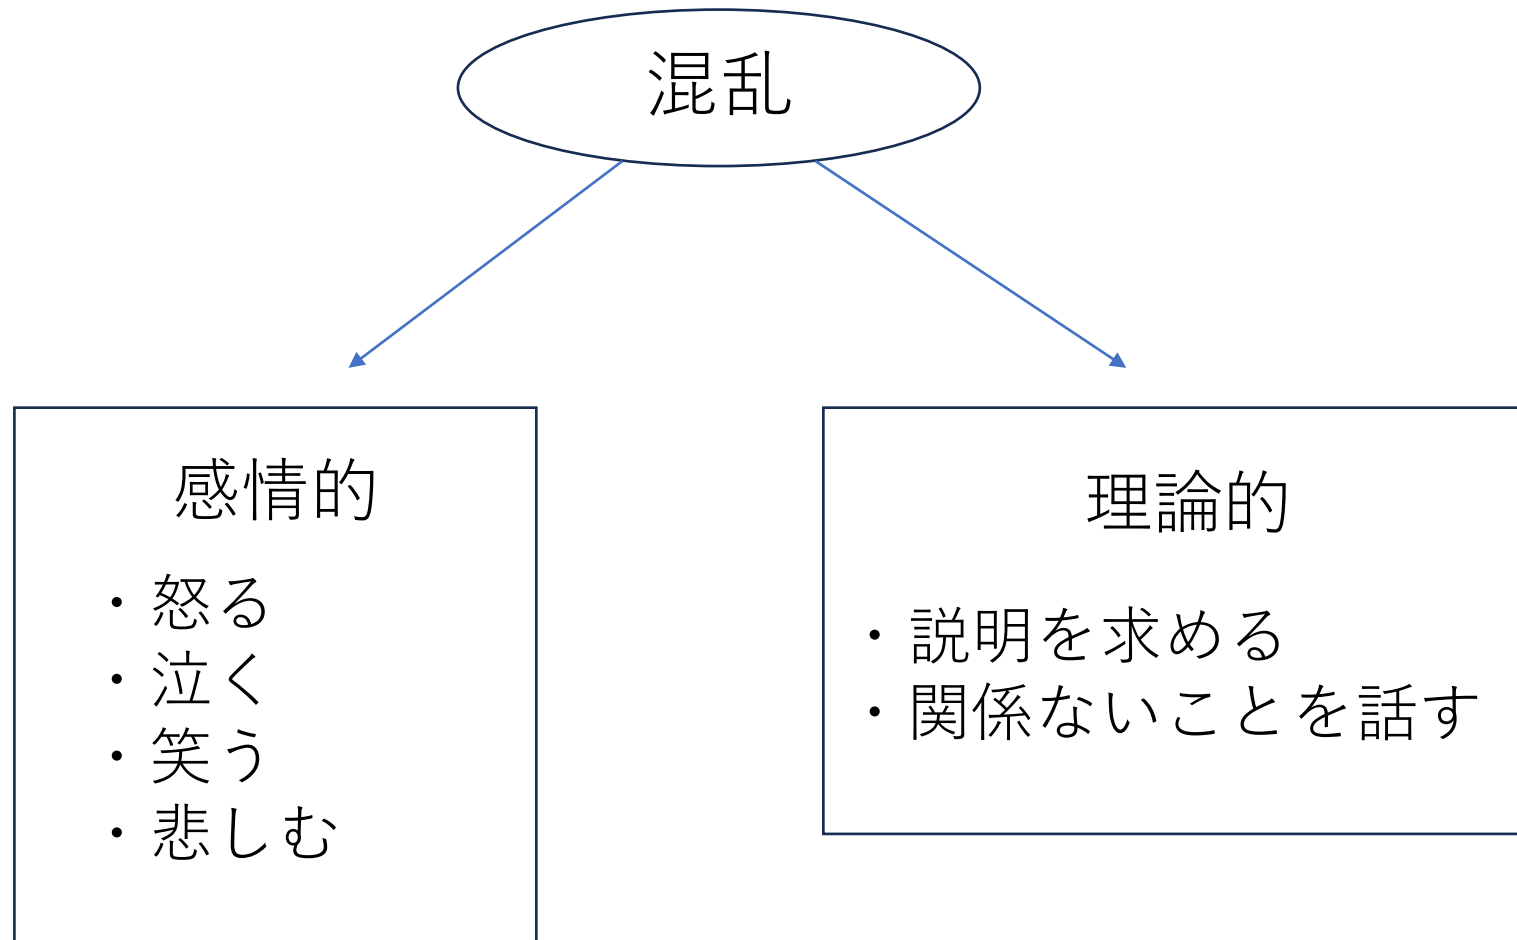 混乱
感情的
・怒る
・泣く
・笑う
・悲しむ
理論的
・説明を求める
・関係ないことを話す